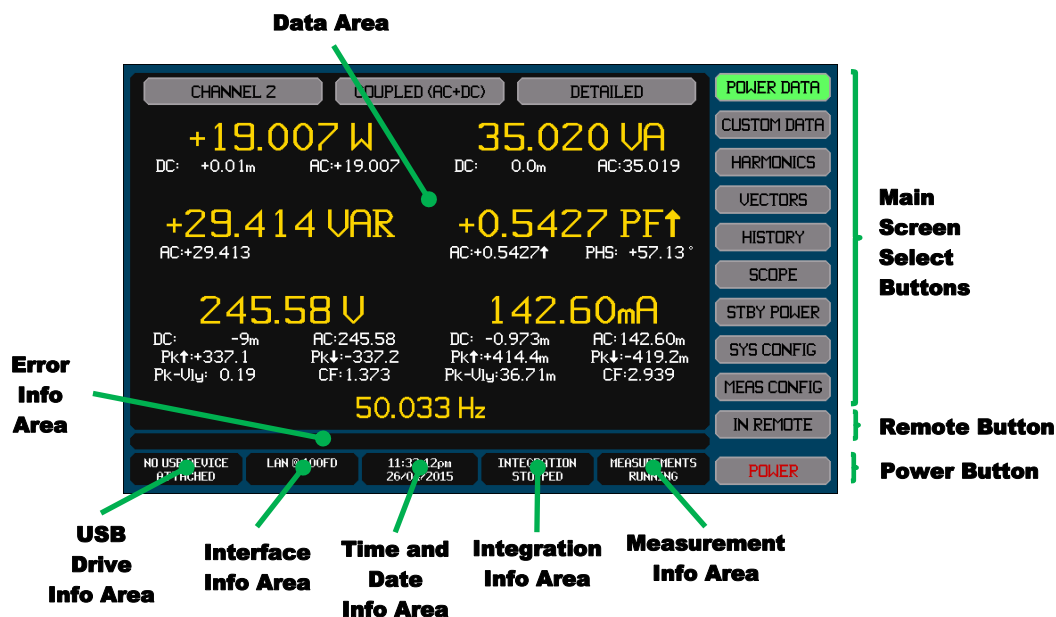 Data Area
CHANNEL 2
COUPLED (AC+DC)
DETAILED
+19.007 W
DC: +0.01m AC:+19.007
35.020 VA
DC: 0.0m AC:35.019
+29.414 VAR
AC:+29.413
+0.5427 PF↑
AC:+0.5427↑ PHS: +57.13°
245.58 V
DC: -9m AC:245.58
Pk↑:+337.1 Pk↓:-337.2
Pk-Vly: 0.19 CF:1.373
142.60mA
DC: -0.973m AC:142.60m
Pk↑:+414.4m Pk↓:-419.2m
Pk-Vly:36.71m CF:2.939
50.033 Hz
POWER DATA
CUSTOM DATA
HARMONICS
VECTORS
HISTORY
SCOPE
STBY POWER
SYS CONFIG
MEAS CONFIG
IN REMOTE
POWER
Main
Screen
Select
Buttons
Remote Button
Power Button
Error
Info
Area
NO USB DEVICE
ATTACHED
LAN @ 100FD
INTEGRATION
STOPPED
MEASUREMENTS
RUNNING
USB
Drive
Info Area
Interface
Info Area
Time and
Date
Info Area
Integration
Info Area
Measurement
Info Area